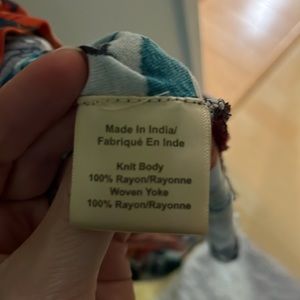 Made In India/
Fabriqué En Inde
Knit Body
100% Rayon/Rayonne
Woven Yoke
100% Rayon/Rayonne